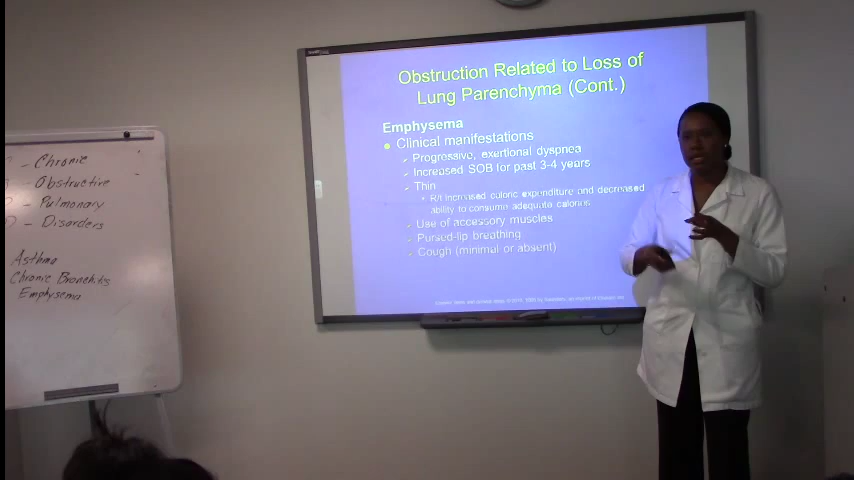 - Chronic
- Obstructive
- Pulmonary
- Disorders
Asthma
Chronic Bronchitis
Emphysema
Obstruction Related to Loss of
Lung Parenchyma (Cont.)
Emphysema
Clinical manifestations
Progressive, exertional dyspnea
Increased SOB for past 3-4 years
Thin
R/t increased caloric expenditure and decreased
ability to consume adequate calories
Use of accessory muscles
Pursed-lip breathing
Cough (minimal or absent)